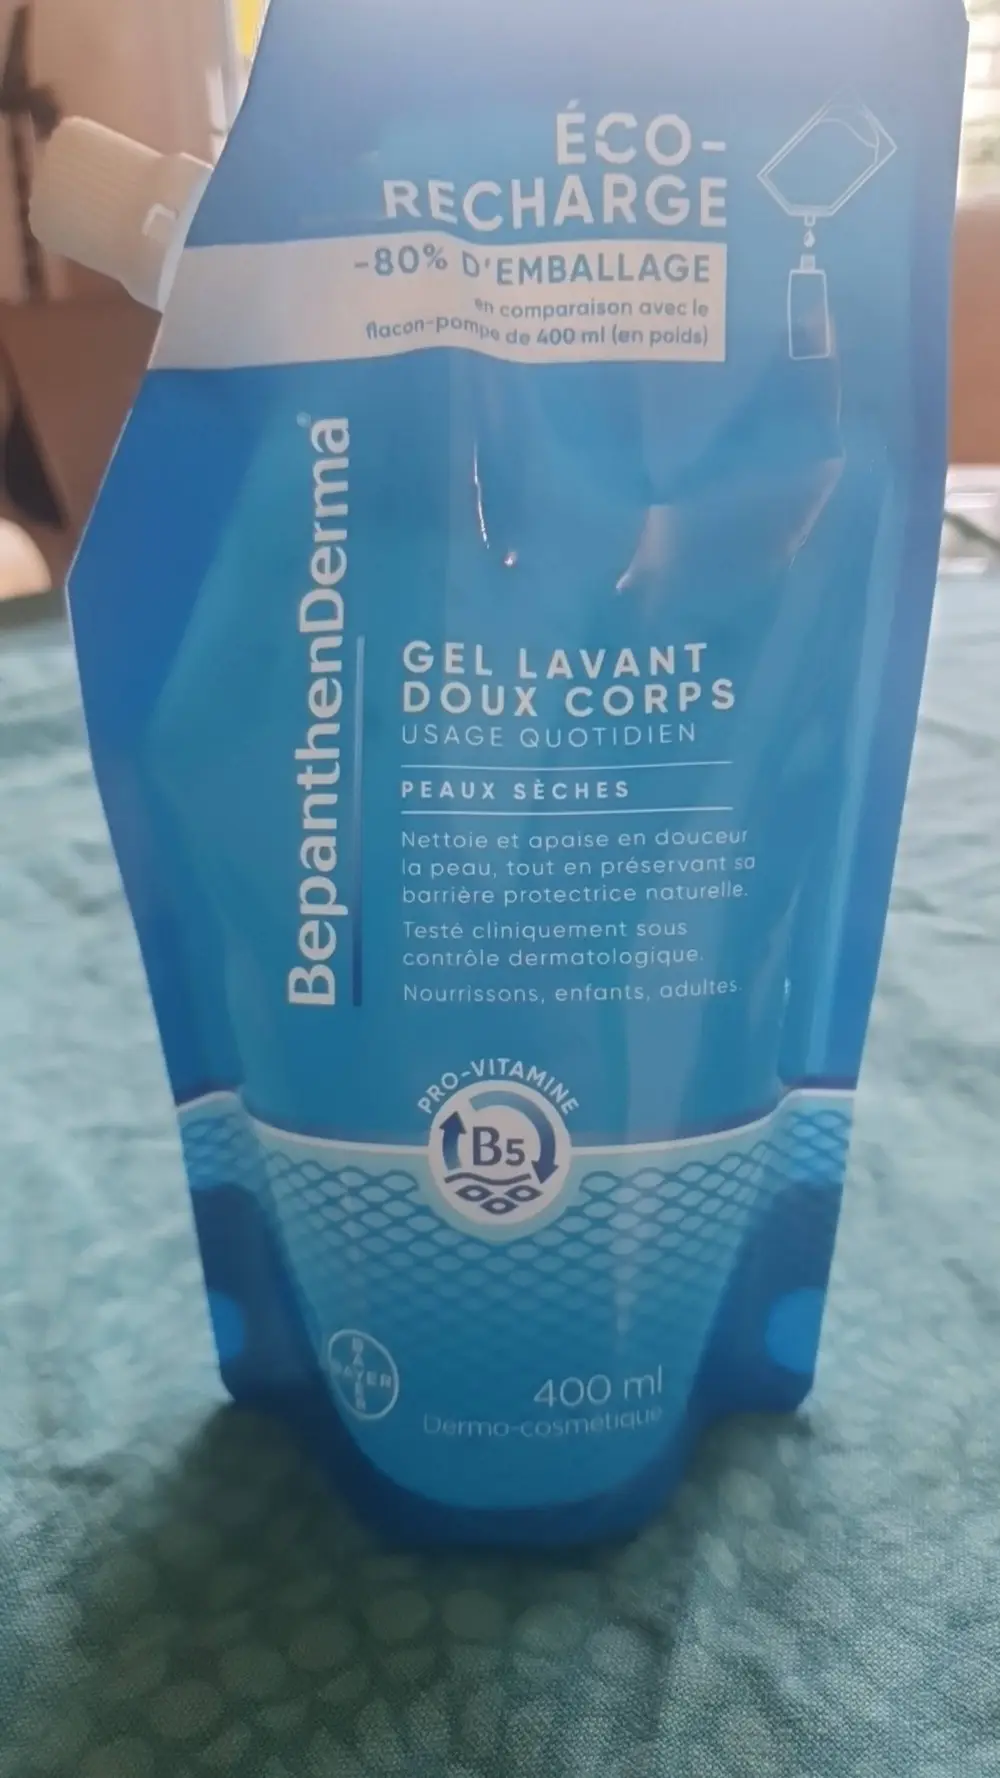 ÉCO-
RECHARGE
-80% D'EMBALLAGE
en comparaison avec le
flacon-pompe de 400 ml (en poids)
BepanthenDerma®
GEL LAVANT
DOUX CORPS
USAGE QUOTIDIEN
PEAUX SÈCHES
Nettoie et apaise en douceur
la peau, tout en préservant sa
barrière protectrice naturelle.
Testé cliniquement sous
contrôle dermatologique.
Nourrissons, enfants, adultes.
PRO-VITAMINE
B5
BAYER
BAYER
400 ml
Dermo-cosmétique